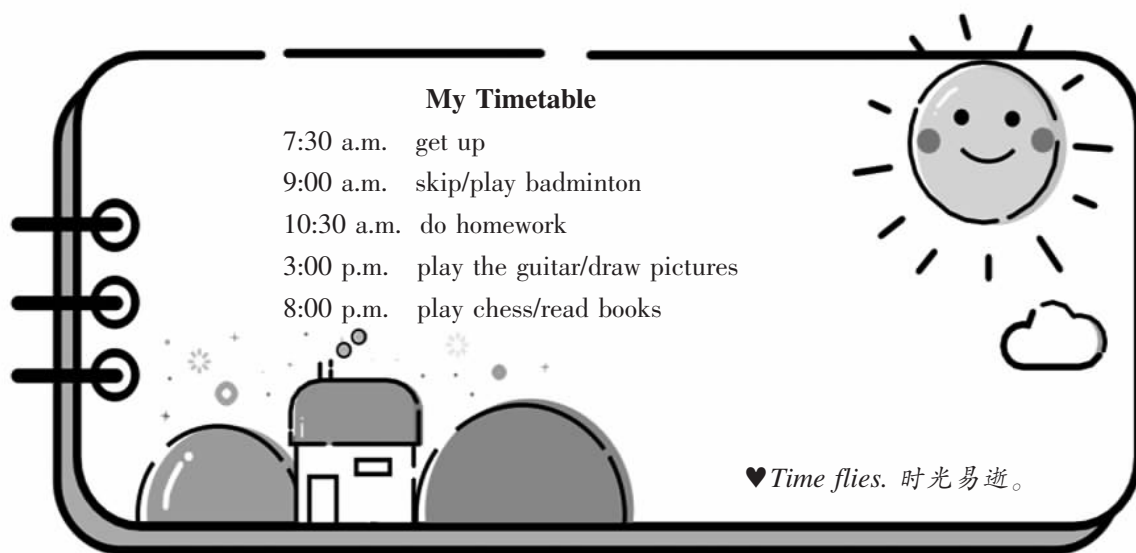 My Timetable
7:30 a.m. get up
9:00 a.m. skip/play badminton
10:30 a.m. do homework
3:00 p.m. play the guitar/draw pictures
8:00 p.m. play chess/read books
♥Time flies. 时光易逝。